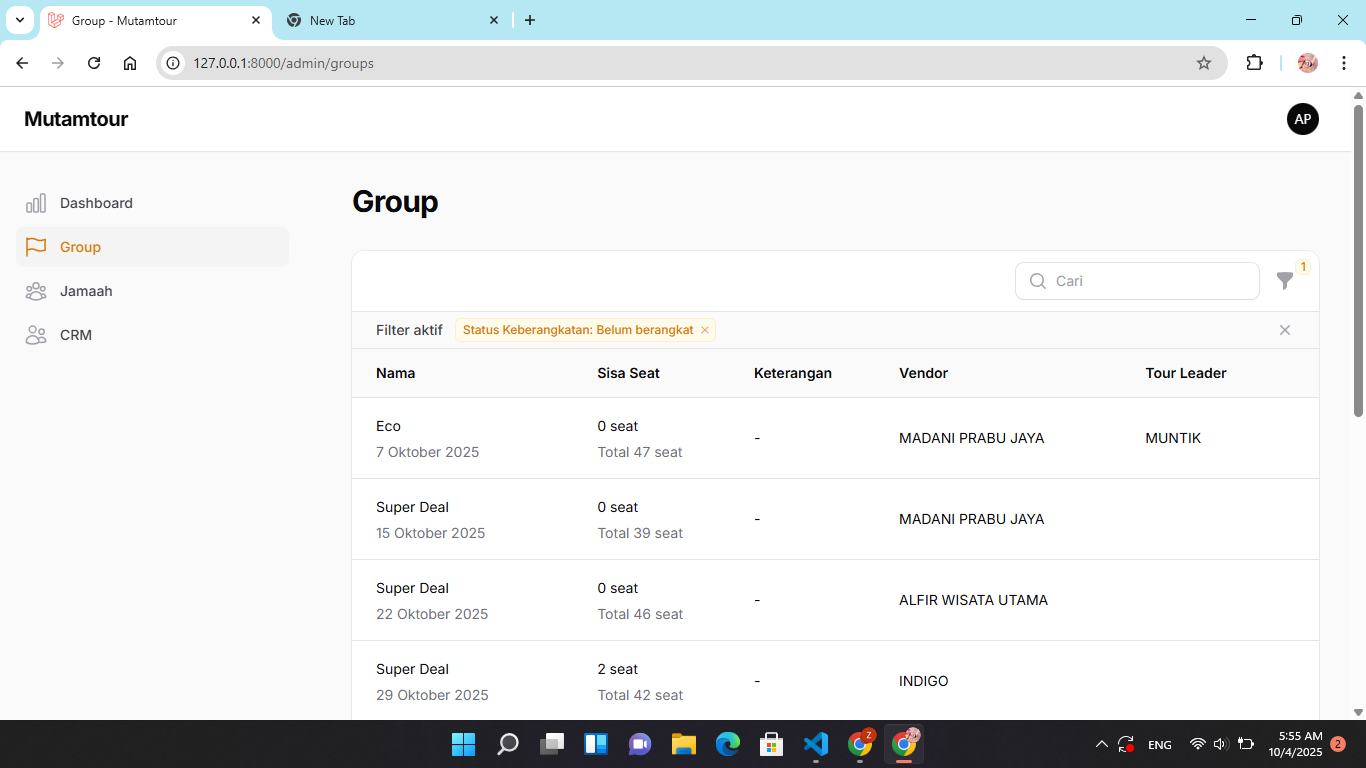 Group - Mutamtour
New Tab
127.0.0.1:8000/admin/groups
Mutamtour
AP
Dashboard
Group
Jamaah
CRM
Group
Cari
1
Filter aktif
Status Keberangkatan: Belum berangkat
Nama Sisa Seat Keterangan Vendor Tour Leader
Eco 0 seat - MADANI PRABU JAYA MUNTIK
7 Oktober 2025 Total 47 seat
Super Deal 0 seat - MADANI PRABU JAYA
15 Oktober 2025 Total 39 seat
Super Deal 0 seat - ALFIR WISATA UTAMA
22 Oktober 2025 Total 46 seat
Super Deal 2 seat - INDIGO
29 Oktober 2025 Total 42 seat
Z
ENG
5:55 AM
10/4/2025
2